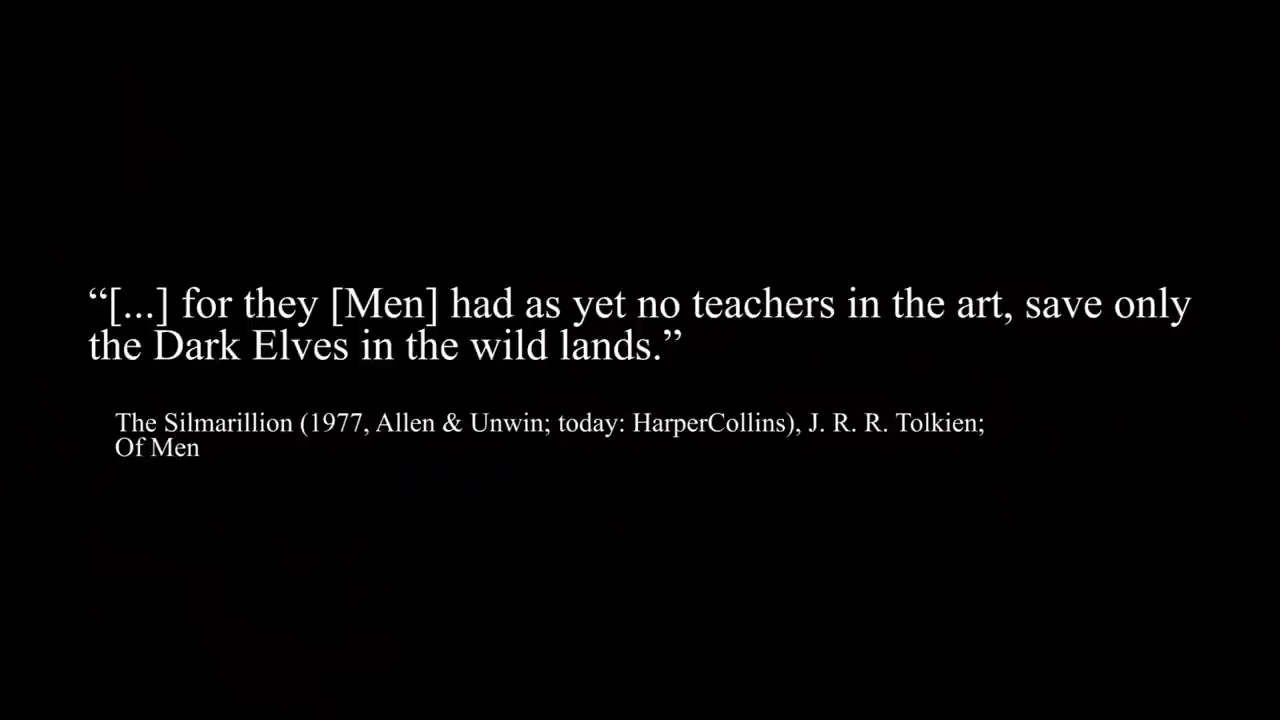 “[...] for they [Men] had as yet no teachers in the art, save only
the Dark Elves in the wild lands.”
The Silmarillion (1977, Allen & Unwin; today: HarperCollins), J. R. R. Tolkien;
Of Men